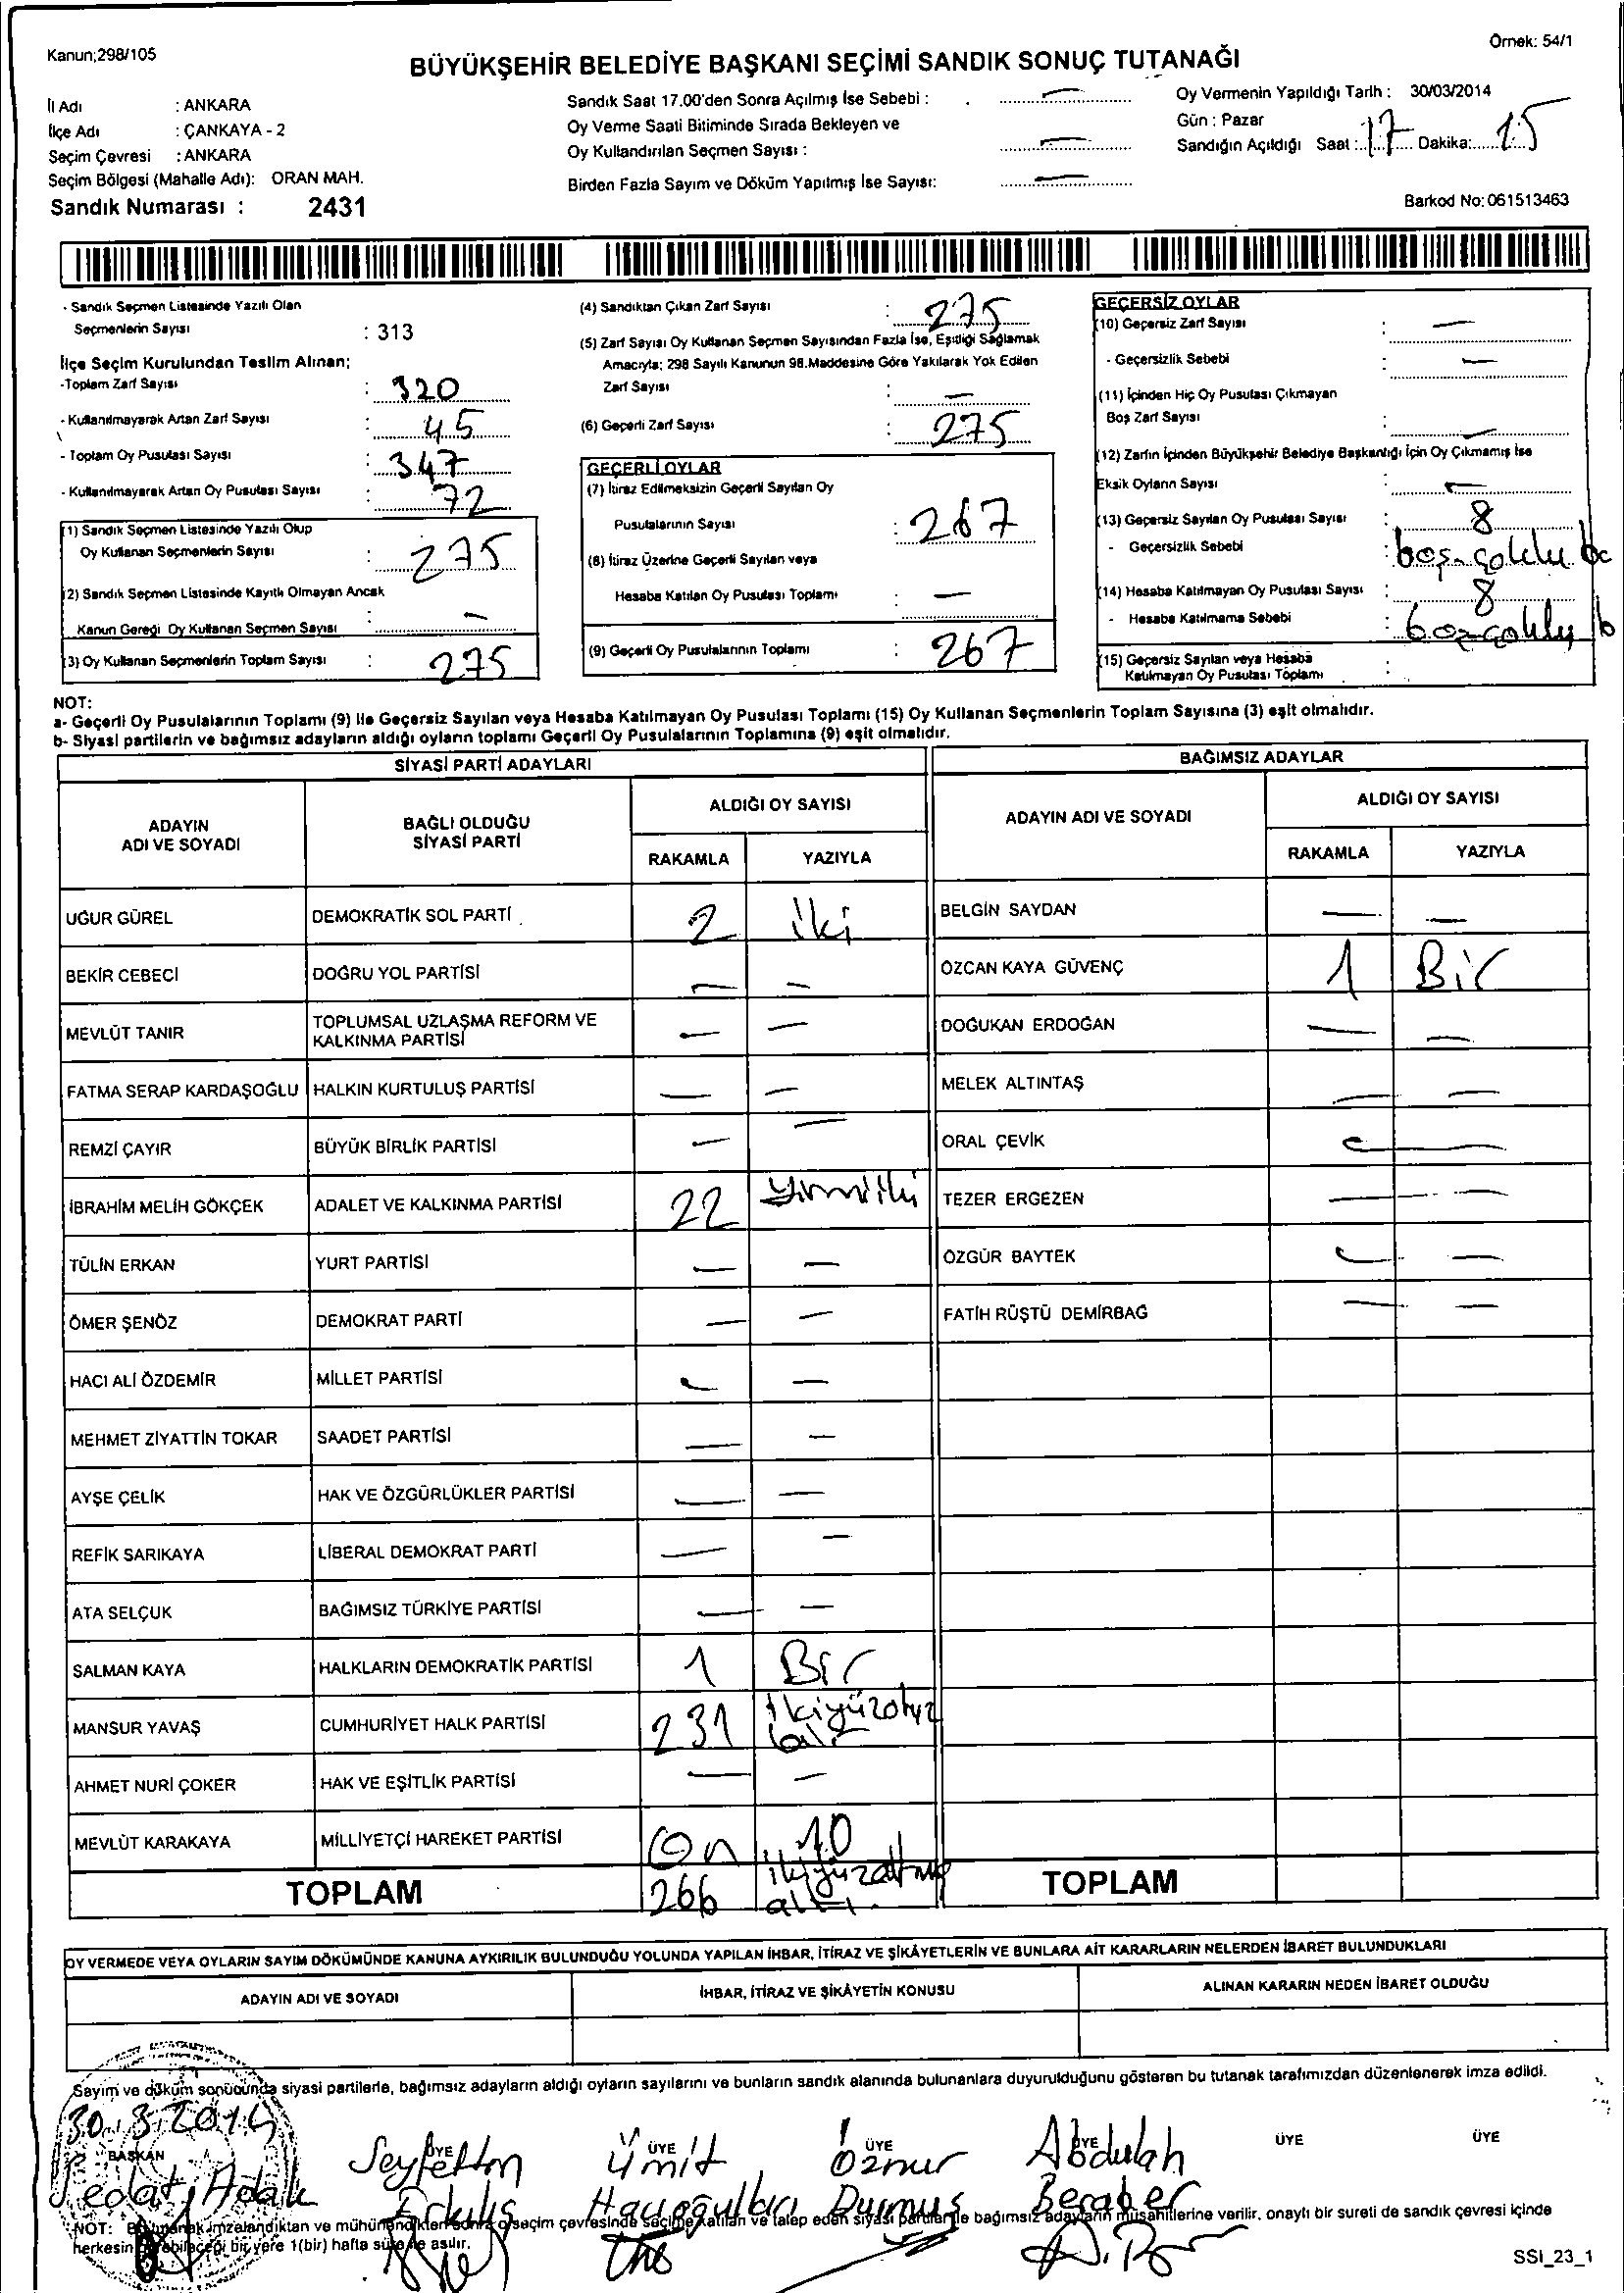 Kanun;298/105
Örnek: 54/1
BÜYÜKŞEHİR BELEDİYE BAŞKANI SEÇİMİ SANDIK SONUÇ TUTANAĞI
İl Adı : ANKARA
İlçe Adı : ÇANKAYA - 2
Seçim Çevresi : ANKARA
Seçim Bölgesi (Mahalle Adı): ORAN MAH.
Sandık Numarası : 2431
Sandık Saat 17.00'den Sonra Açılmış İse Sebebi : —
Oy Verme Saati Bitiminde Sırada Bekleyen ve
Oy Kullandırılan Seçmen Sayısı : —
Birden Fazla Sayım ve Döküm Yapılmış İse Sayısı: —
Oy Vermenin Yapıldığı Tarih : 30/03/2014
Gün : Pazar
Sandığın Açıldığı Saat : 17 Dakika: 15
Barkod No: 061513463
- Sandık Seçmen Listesinde Yazılı Olan
Seçmenlerin Sayısı : 313
İlçe Seçim Kurulundan Teslim Alınan;
-Toplam Zarf Sayısı : 320
- Kullanılmayarak Artan Zarf Sayısı : 45
- Toplam Oy Pusulası Sayısı : 347
- Kullanılmayarak Artan Oy Pusulası Sayısı : 72
(1) Sandık Seçmen Listesinde Yazılı Olup
Oy Kullanan Seçmenlerin Sayısı : 275
(2) Sandık Seçmen Listesinde Kayıtlı Olmayan Ancak
Kanun Gereği Oy Kullanan Seçmen Sayısı : —
(3) Oy Kullanan Seçmenlerin Toplam Sayısı : 275
(4) Sandıktan Çıkan Zarf Sayısı : 275
(5) Zarf Sayısı Oy Kullanan Seçmen Sayısından Fazla İse, Eşitliği Sağlamak
Amacıyla; 298 Sayılı Kanunun 98.Maddesine Göre Yakılarak Yok Edilen
Zarf Sayısı : —
(6) Geçerli Zarf Sayısı : 275
GEÇERLİ OYLAR
(7) İtiraz Edilmeksizin Geçerli Sayılan Oy
Pusulalarının Sayısı : 267
(8) İtiraz Üzerine Geçerli Sayılan veya
Hesaba Katılan Oy Pusulası Toplamı : —
(9) Geçerli Oy Pusulalarının Toplamı : 267
GEÇERSİZ OYLAR
(10) Geçersiz Zarf Sayısı : —
- Geçersizlik Sebebi : —
(11) İçinden Hiç Oy Pusulası Çıkmayan
Boş Zarf Sayısı : —
(12) Zarfın İçinden Büyükşehir Belediye Başkanlığı İçin Oy Çıkmamış İse
Eksik Oyların Sayısı : —
(13) Geçersiz Sayılan Oy Pusulası Sayısı : 8
- Geçersizlik Sebebi :
(14) Hesaba Katılmayan Oy Pusulası Sayısı : 8
- Hesaba Katılmama Sebebi :
(15) Geçersiz Sayılan veya Hesaba
Katılmayan Oy Pusulası Toplamı :
NOT:
a- Geçerli Oy Pusulalarının Toplamı (9) ile Geçersiz Sayılan veya Hesaba Katılmayan Oy Pusulası Toplamı (15) Oy Kullanan Seçmenlerin Toplam Sayısına (3) eşit olmalıdır.
b- Siyasi partilerin ve bağımsız adayların aldığı oyların toplamı Geçerli Oy Pusulalarının Toplamına (9) eşit olmalıdır.
SİYASİ PARTİ ADAYLARI
ADAYIN ADI VE SOYADI
BAĞLI OLDUĞU SİYASİ PARTİ
ALDIĞI OY SAYISI
RAKAMLA YAZIYLA
UĞUR GÜREL DEMOKRATİK SOL PARTİ 2 iki
BEKİR CEBECİ DOĞRU YOL PARTİSİ — —
MEVLÜT TANIR TOPLUMSAL UZLAŞMA REFORM VE KALKINMA PARTİSİ — —
FATMA SERAP KARDAŞOĞLU HALKIN KURTULUŞ PARTİSİ — —
REMZİ ÇAYIR BÜYÜK BİRLİK PARTİSİ — —
İBRAHİM MELİH GÖKÇEK ADALET VE KALKINMA PARTİSİ 22
TÜLİN ERKAN YURT PARTİSİ — —
ÖMER ŞENÖZ DEMOKRAT PARTİ — —
HACI ALİ ÖZDEMİR MİLLET PARTİSİ — —
MEHMET ZİYATTİN TOKAR SAADET PARTİSİ — —
AYŞE ÇELİK HAK VE ÖZGÜRLÜKLER PARTİSİ — —
REFİK SARIKAYA LİBERAL DEMOKRAT PARTİ — —
ATA SELÇUK BAĞIMSIZ TÜRKİYE PARTİSİ — —
SALMAN KAYA HALKLARIN DEMOKRATİK PARTİSİ 1 Bir
MANSUR YAVAŞ CUMHURİYET HALK PARTİSİ 231 ikiyüzotuz bir
AHMET NURİ ÇOKER HAK VE EŞİTLİK PARTİSİ — —
MEVLÜT KARAKAYA MİLLİYETÇİ HAREKET PARTİSİ On 10
TOPLAM 266 ikiyüzaltmış altı.
BAĞIMSIZ ADAYLAR
ADAYIN ADI VE SOYADI
ALDIĞI OY SAYISI
RAKAMLA YAZIYLA
BELGİN SAYDAN — —
ÖZCAN KAYA GÜVENÇ 1 Bir
DOĞUKAN ERDOĞAN — —
MELEK ALTINTAŞ — —
ORAL ÇEVİK — —
TEZER ERGEZEN — —
ÖZGÜR BAYTEK — —
FATİH RÜŞTÜ DEMİRBAĞ — —
TOPLAM
OY VERMEDE VEYA OYLARIN SAYIM DÖKÜMÜNDE KANUNA AYKIRILIK BULUNDUĞU YOLUNDA YAPILAN İHBAR, İTİRAZ VE ŞİKÂYETLERİN VE BUNLARA AİT KARARLARIN NELERDEN İBARET BULUNDUKLARI
ADAYIN ADI VE SOYADI İHBAR, İTİRAZ VE ŞİKÂYETİN KONUSU ALINAN KARARIN NEDEN İBARET OLDUĞU
Sayım ve döküm sonucunda siyasi partilerle, bağımsız adayların aldığı oyların sayılarını ve bunların sandık alanında bulunanlara duyurulduğunu gösteren bu tutanak tarafımızdan düzenlenerek imza edildi.
30.3.2014
BAŞKAN ÜYE ÜYE ÜYE ÜYE ÜYE ÜYE
Sedat Adalı Seyfettin Ümit Öznur Abdulah
Durmuş Beraber
NOT: Bu tutanak imzalandıktan ve mühürlendikten sonra o seçim çevresinde seçime katılan ve talep eden siyasi partiler ile bağımsız adayların müşahitlerine verilir, onaylı bir sureti de sandık çevresi içinde
herkesin görebileceği bir yere 1(bir) hafta süre ile asılır.
SSI_23_1